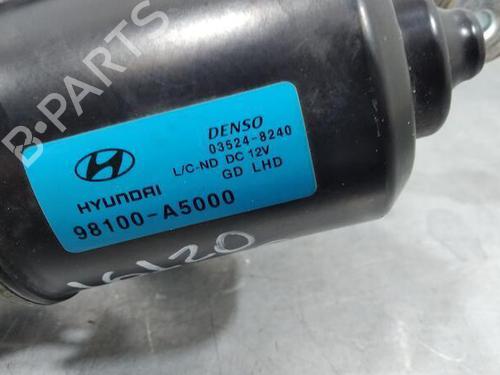 B-PARTS
DENSO
03524-8240
L/C-ND DC 12V
GD LHD
HYUNDAI
98100-A5000